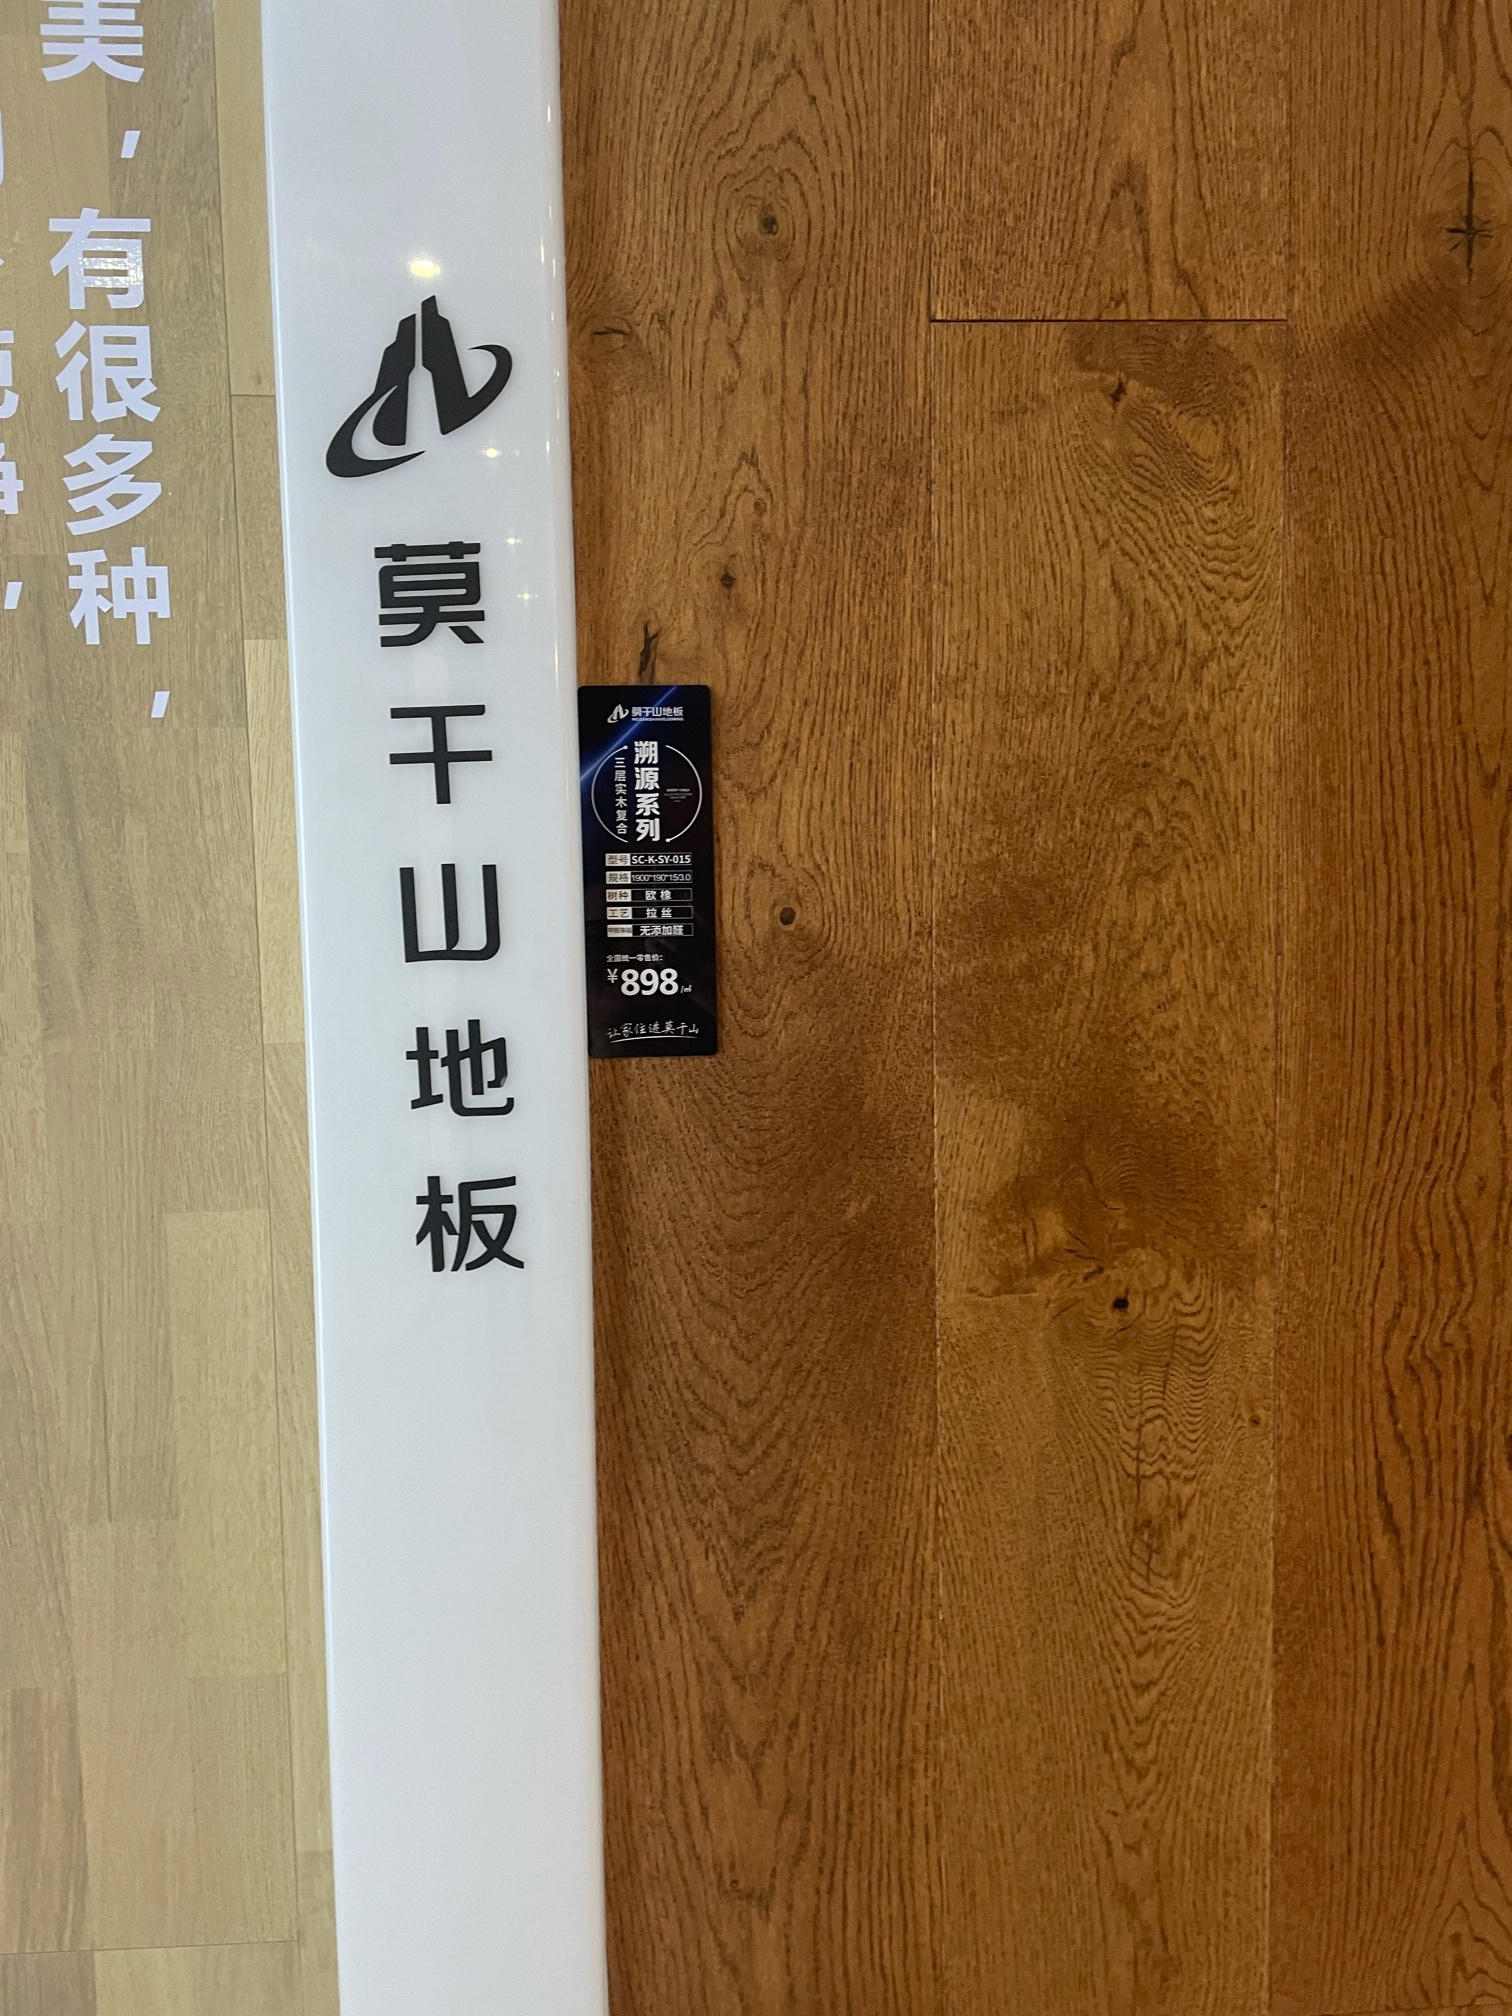 美，有很多种，
莫干山地板
莫干山地板
溯源系列
三层实木复合
型号 SC-K-SY-015
规格 1900*190*15/3.0
树种 欧橡
工艺 拉丝
无添加醛
全国统一零售价：
¥898/㎡
让家住进莫干山